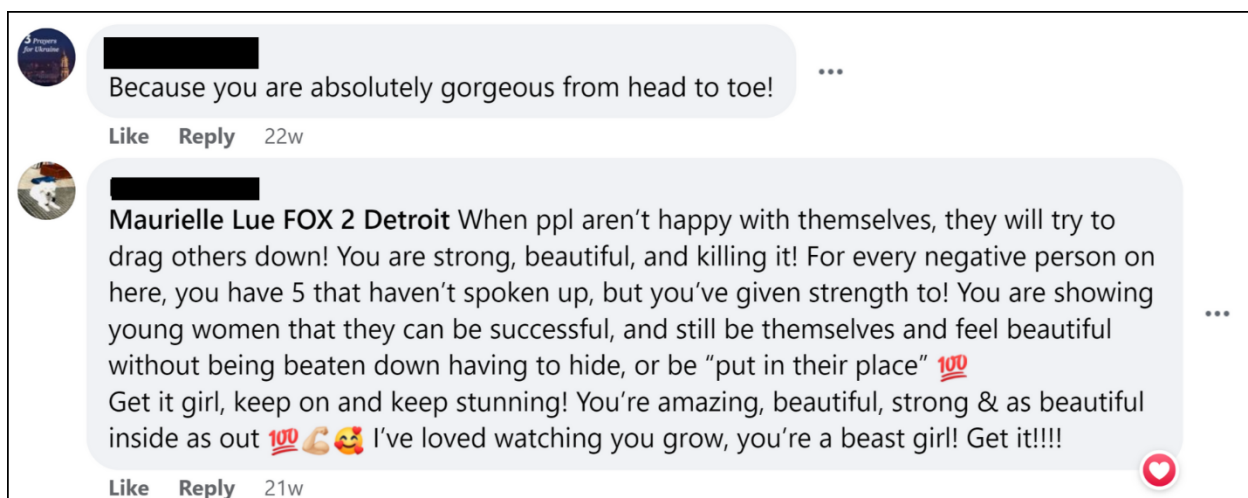 3 Prayers
for Ukraine
Because you are absolutely gorgeous from head to toe!
Like Reply 22w
Maurielle Lue FOX 2 Detroit When ppl aren’t happy with themselves, they will try to
drag others down! You are strong, beautiful, and killing it! For every negative person on
here, you have 5 that haven’t spoken up, but you’ve given strength to! You are showing
young women that they can be successful, and still be themselves and feel beautiful
without being beaten down having to hide, or be “put in their place” 💯
Get it girl, keep on and keep stunning! You’re amazing, beautiful, strong & as beautiful
inside as out 💯💪🏼🥰 I’ve loved watching you grow, you’re a beast girl! Get it!!!!
Like Reply 21w